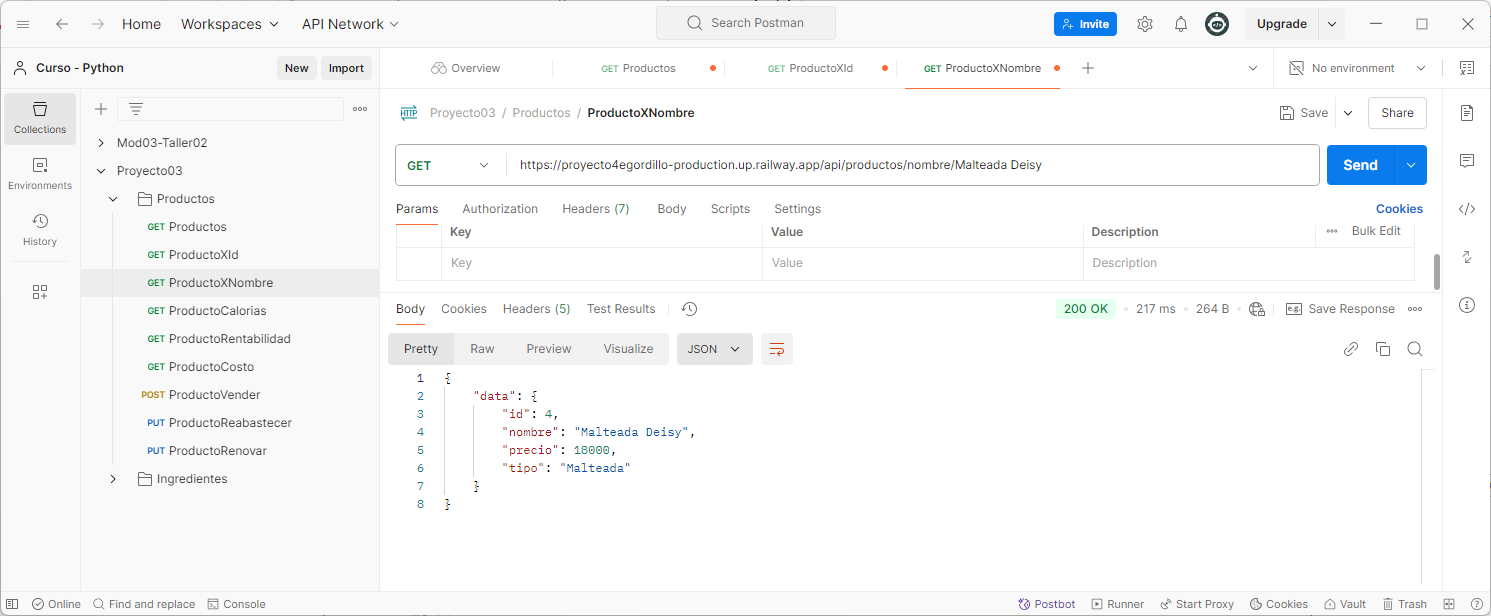 Home Workspaces API Network Search Postman Invite Upgrade
Curso - Python New Import Overview GET Productos GET ProductoXId GET ProductoXNombre No environment
Collections
Environments
History
Mod03-Taller02
Proyecto03
Productos
GET Productos
GET ProductoXId
GET ProductoXNombre
GET ProductoCalorias
GET ProductoRentabilidad
GET ProductoCosto
POST ProductoVender
PUT ProductoReabastecer
PUT ProductoRenovar
Ingredientes
HTTP Proyecto03 / Productos / ProductoXNombre Save Share
GET https://proyecto4egordillo-production.up.railway.app/api/productos/nombre/Malteada Deisy Send
Params Authorization Headers (7) Body Scripts Settings Cookies
Key Value Description Bulk Edit
Key Value Description
Body Cookies Headers (5) Test Results 200 OK 217 ms 264 B e.g. Save Response
Pretty Raw Preview Visualize JSON
1 {
2 "data": {
3 "id": 4,
4 "nombre": "Malteada Deisy",
5 "precio": 18000,
6 "tipo": "Malteada"
7 }
8 }
Online Find and replace Console Postbot Runner Start Proxy Cookies Vault Trash